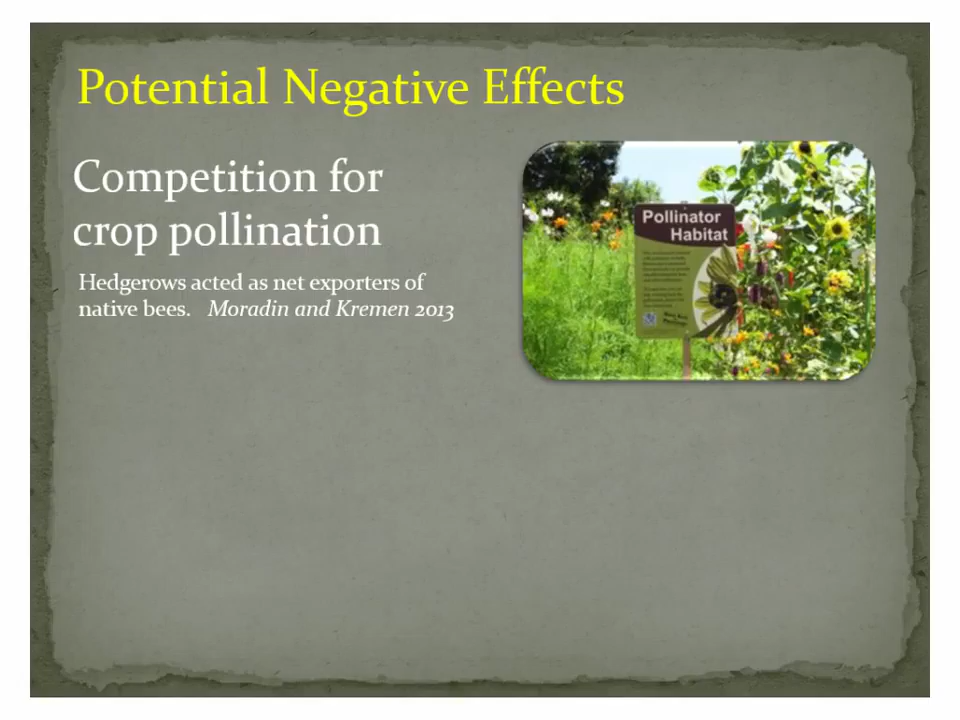 Potential Negative Effects
Competition for
crop pollination
Hedgerows acted as net exporters of
native bees. Moradin and Kremen 2013
Pollinator
Habitat